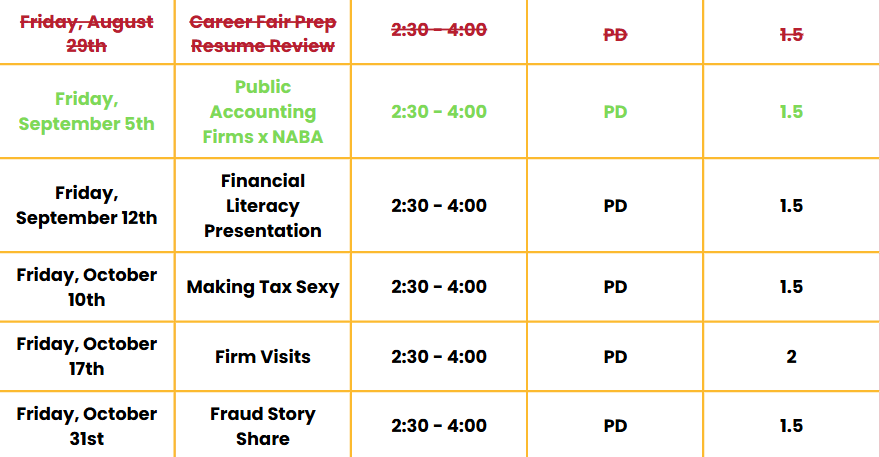 Friday, August
29th
Career Fair Prep
Resume Review
2:30 - 4:00
PD
1.5
Friday,
September 5th
Public
Accounting
Firms x NABA
2:30 - 4:00
PD
1.5
Friday,
September 12th
Financial
Literacy
Presentation
2:30 - 4:00
PD
1.5
Friday, October
10th
Making Tax Sexy
2:30 - 4:00
PD
1.5
Friday, October
17th
Firm Visits
2:30 - 4:00
PD
2
Friday, October
31st
Fraud Story
Share
2:30 - 4:00
PD
1.5